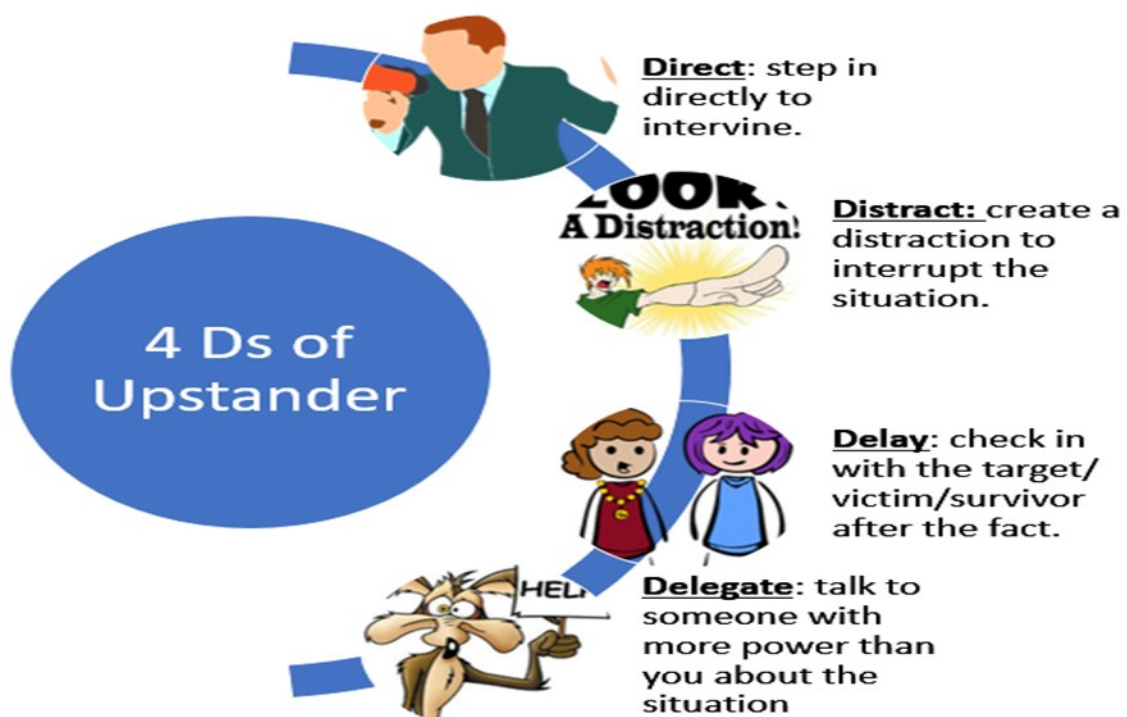 Direct: step in
directly to
intervine.
A Distraction!
Distract: create a
distraction to
interrupt the
situation.
4 Ds of
Upstander
Delay: check in
with the target/
victim/survivor
after the fact.
Delegate: talk to
someone with
more power than
you about the
situation